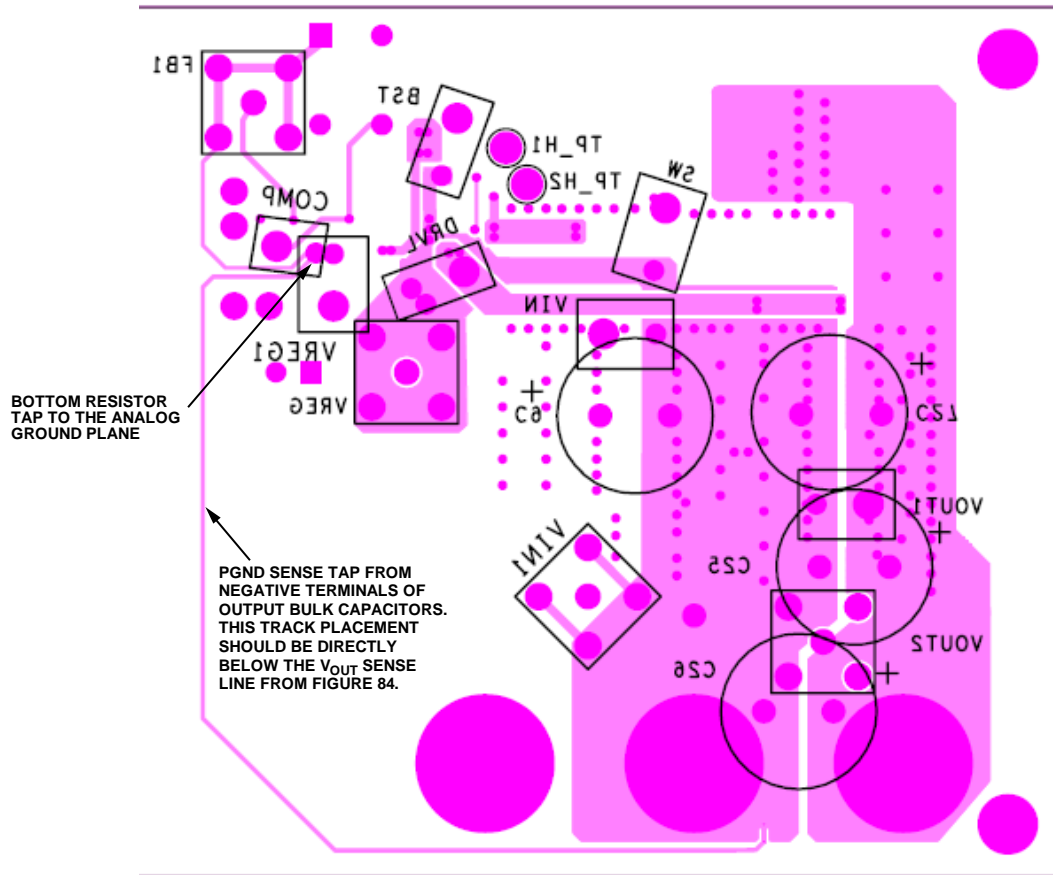 FB1
BST
TP_H1
TP_H2
SW
COMP
DRVL
VIN
VREG1
VREG
BOTTOM RESISTOR
TAP TO THE ANALOG
GROUND PLANE
+
C6
+
C27
VOUT1
+
VIN1
C25
PGND SENSE TAP FROM
NEGATIVE TERMINALS OF
OUTPUT BULK CAPACITORS.
THIS TRACK PLACEMENT
SHOULD BE DIRECTLY
BELOW THE VOUT SENSE
LINE FROM FIGURE 84.
VOUT2
C26
+